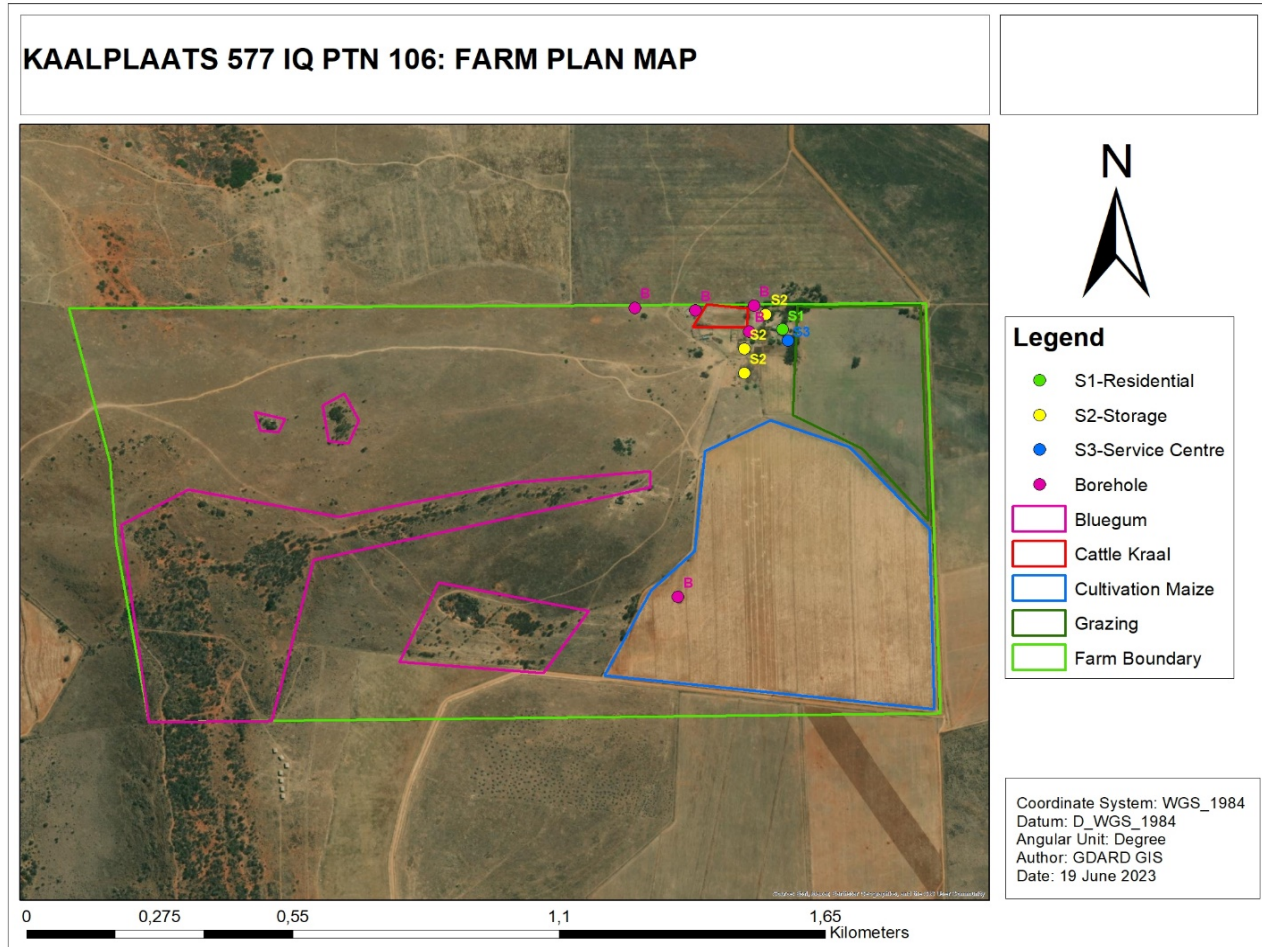 KAALPLAATS 577 IQ PTN 106: FARM PLAN MAP
N
B
B
B
S2
B
S1
S2
S3
S2
B
Legend
S1-Residential
S2-Storage
S3-Service Centre
Borehole
Bluegum
Cattle Kraal
Cultivation Maize
Grazing
Farm Boundary
Coordinate System: WGS_1984
Datum: D_WGS_1984
Angular Unit: Degree
Author: GDARD GIS
Date: 19 June 2023
0 0,275 0,55 1,1 1,65
Kilometers